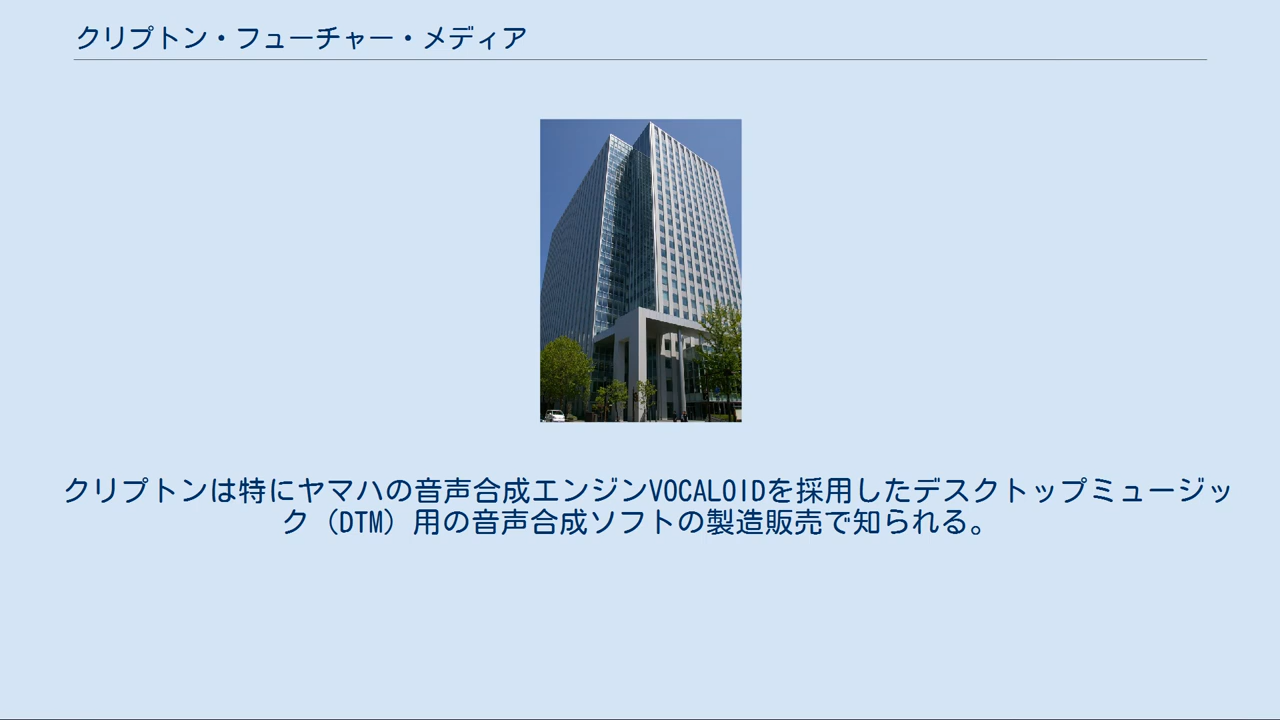 クリプトン・フューチャー・メディア
クリプトンは特にヤマハの音声合成エンジンVOCALOIDを採用したデスクトップミュージッ
ク（DTM）用の音声合成ソフトの製造販売で知られる。